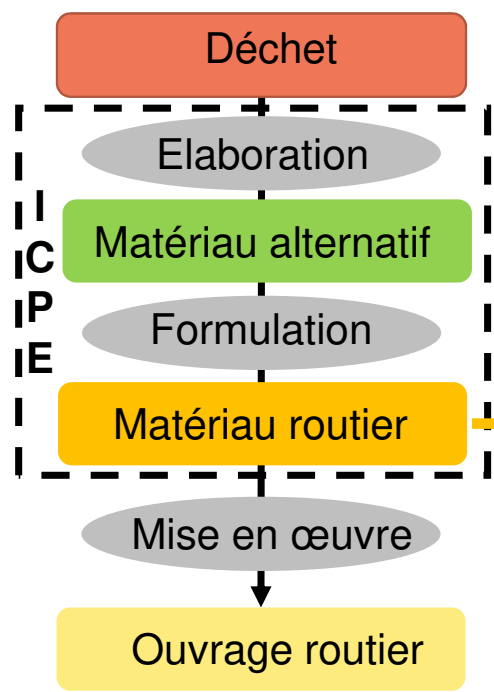 Déchet
Elaboration
I
Matériau alternatif
C
P
Formulation
E
Matériau routier
Mise en œuvre
Ouvrage routier